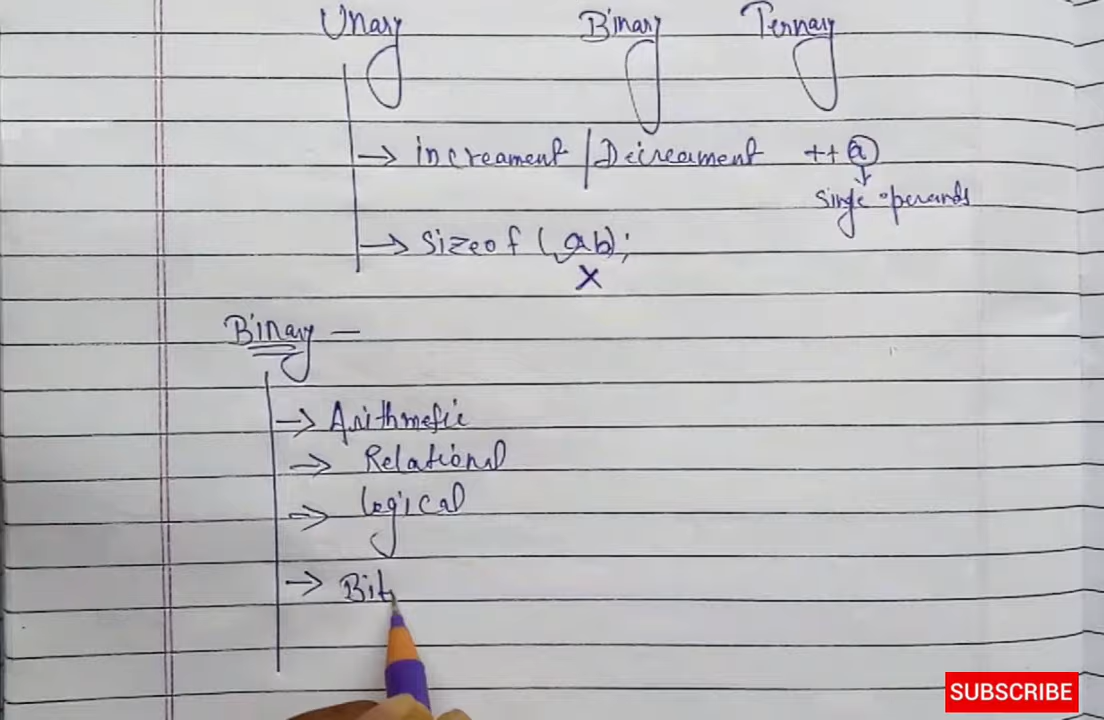 Unary Binary Ternary
→ increament / Decreament ++a
single operands
→ sizeof (ab);
X
Binary —
→ Arithmetic
→ Relational
→ logical
→ Bit
SUBSCRIBE